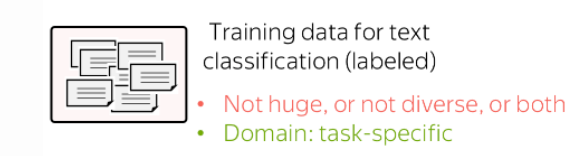 Training data for text
classification (labeled)
• Not huge, or not diverse, or both
• Domain: task-specific